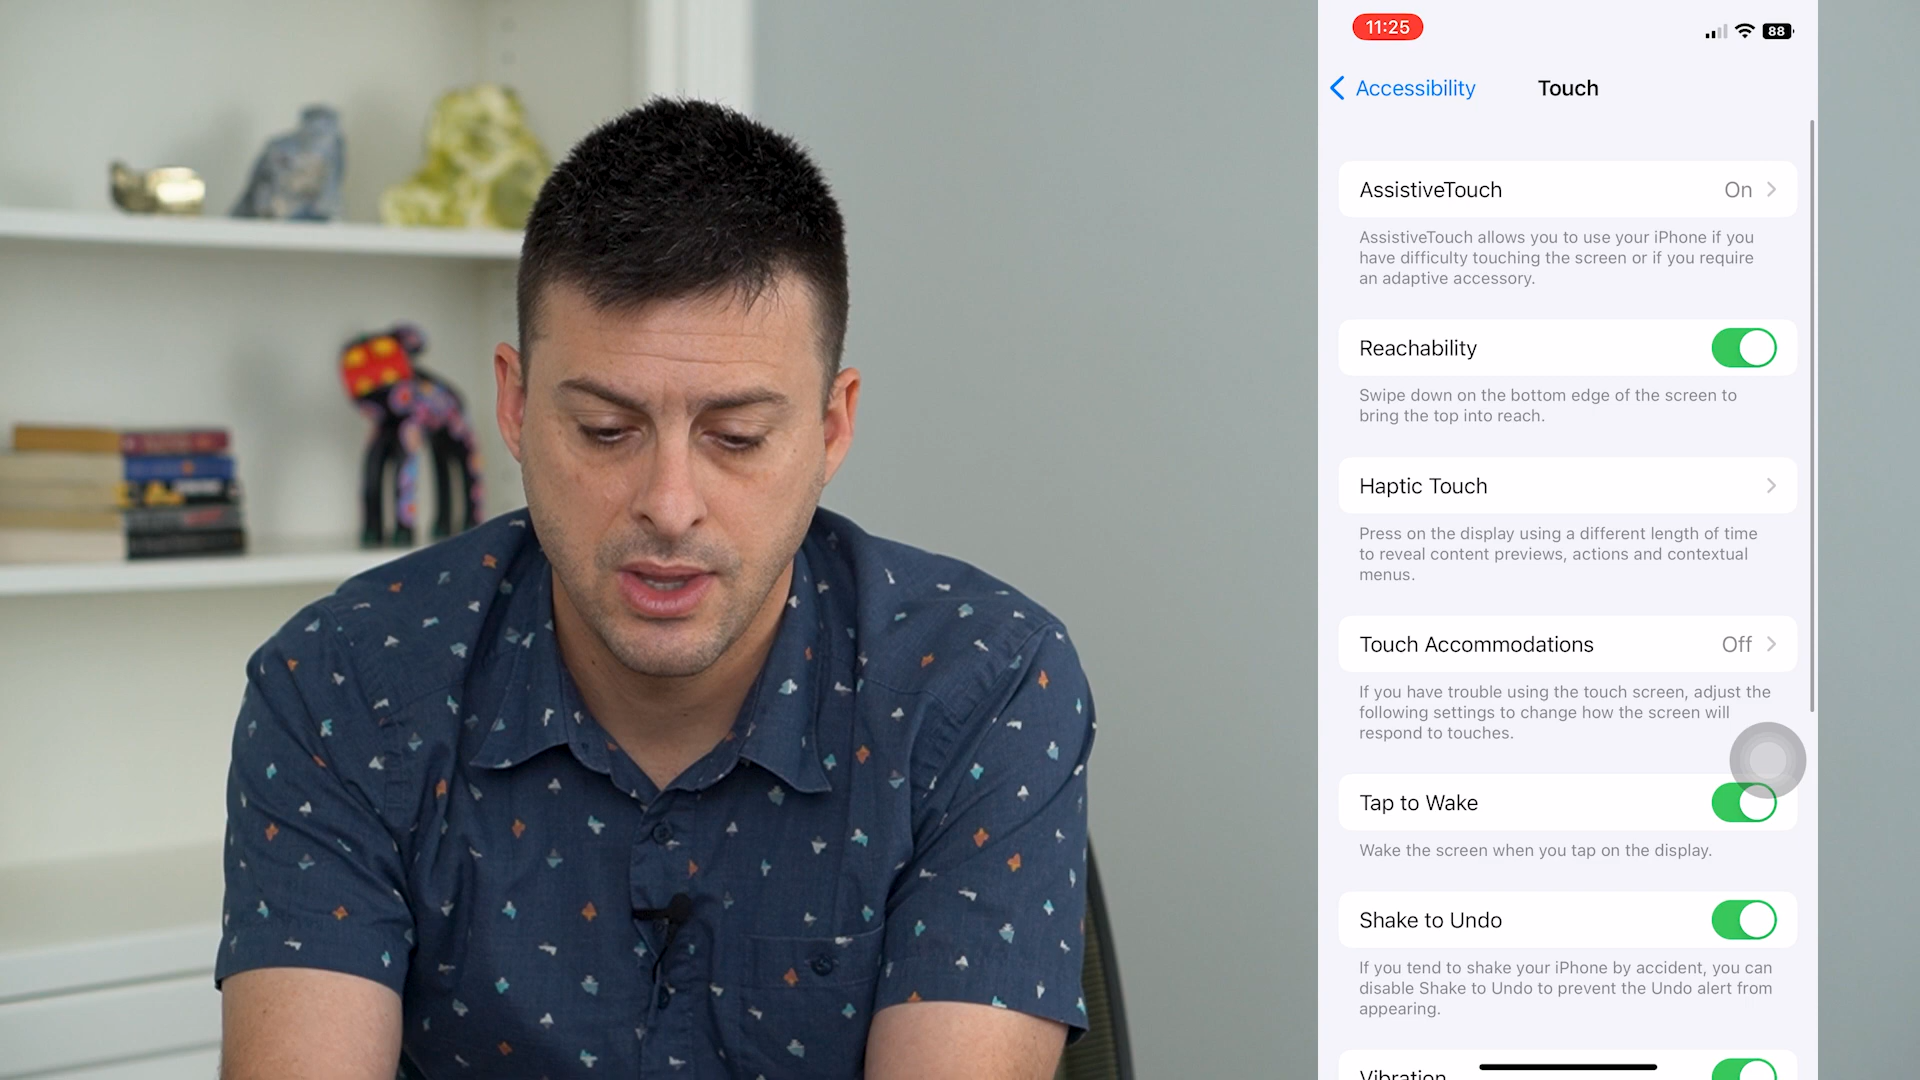 11:25
88
Accessibility
Touch
AssistiveTouch
On
AssistiveTouch allows you to use your iPhone if you
have difficulty touching the screen or if you require
an adaptive accessory.
Reachability
Swipe down on the bottom edge of the screen to
bring the top into reach.
Haptic Touch
Press on the display using a different length of time
to reveal content previews, actions and contextual
menus.
Touch Accommodations
Off
If you have trouble using the touch screen, adjust the
following settings to change how the screen will
respond to touches.
Tap to Wake
Wake the screen when you tap on the display.
Shake to Undo
If you tend to shake your iPhone by accident, you can
disable Shake to Undo to prevent the Undo alert from
appearing.
Vibration